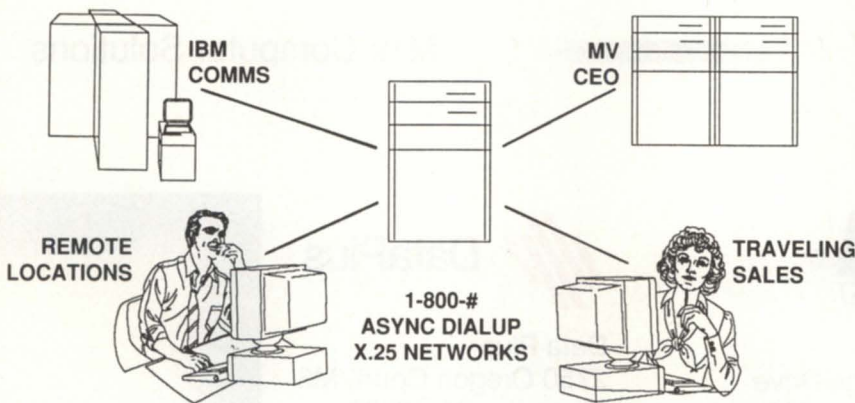 IBM
COMMS
MV
CEO
REMOTE
LOCATIONS
TRAVELING
SALES
1-800-#
ASYNC DIALUP
X.25 NETWORKS